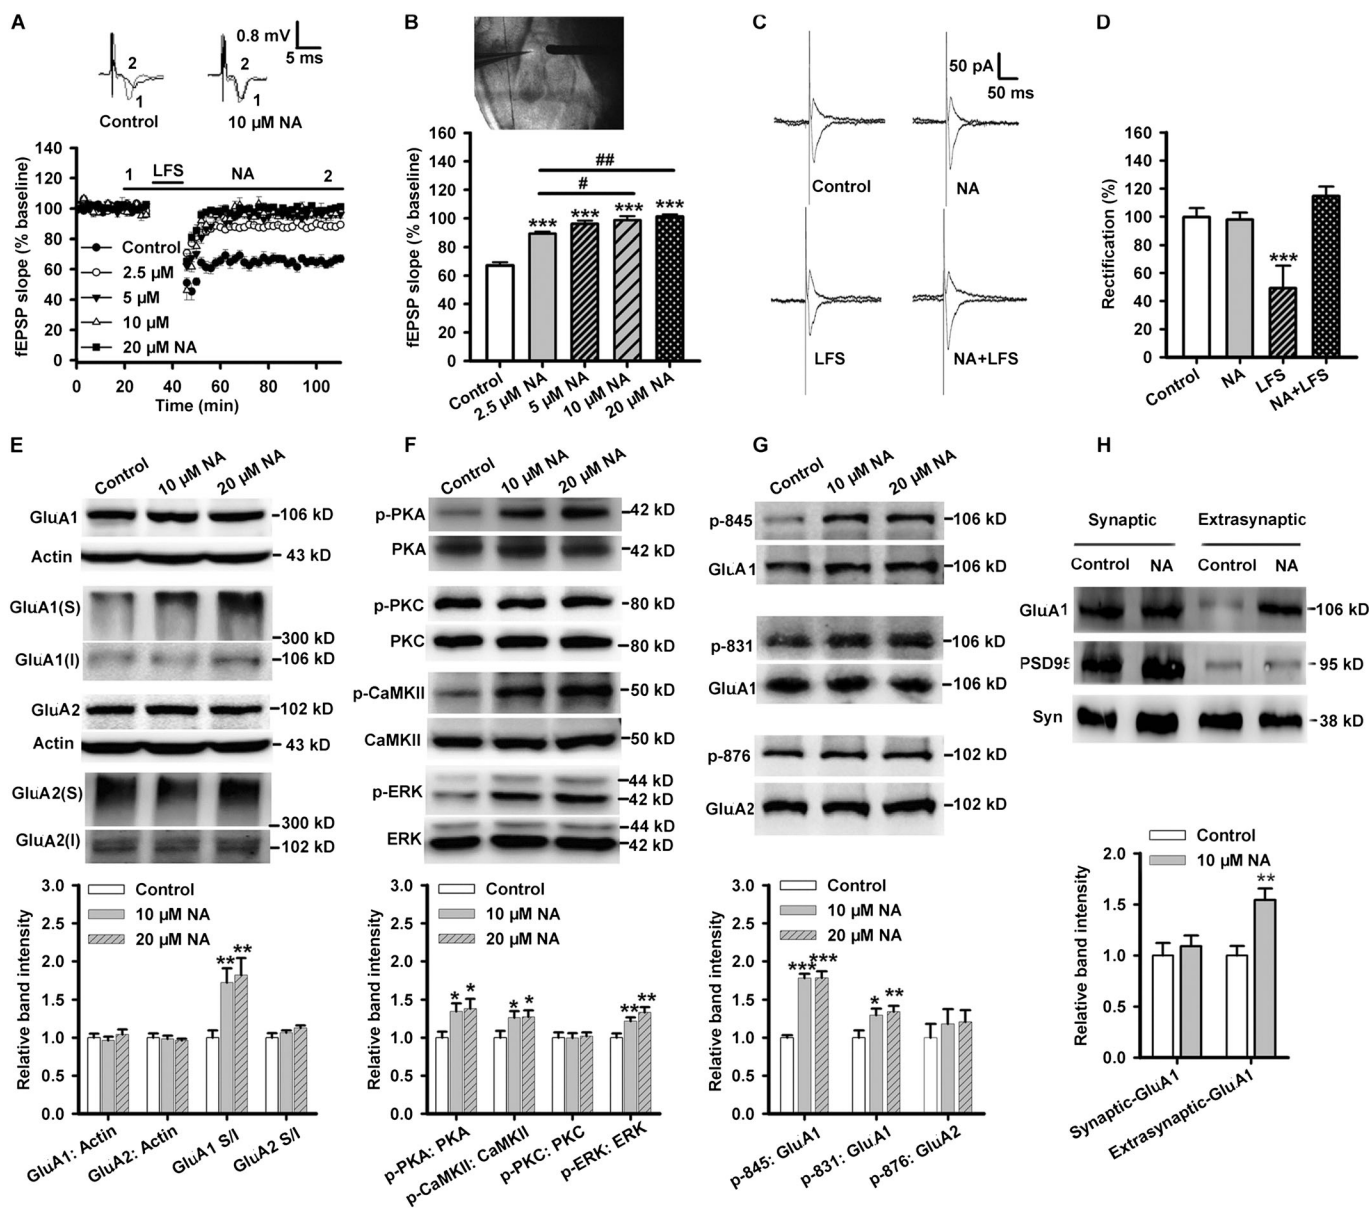 A
0.8 mV
5 ms
2
1
Control
2
1
10 µM NA
fEPSP slope (% baseline)
140
120
100
80
60
40
20
0
1
LFS
NA
2
Control
2.5 µM
5 µM
10 µM
20 µM NA
0
20
40
60
80
100
Time (min)
B
fEPSP slope (% baseline)
160
140
120
100
80
60
40
20
0
##
#
***
***
***
***
Control
2.5 µM NA
5 µM NA
10 µM NA
20 µM NA
C
50 pA
50 ms
Control
NA
LFS
NA+LFS
D
Rectification (%)
160
140
120
100
80
60
40
20
0
***
Control
NA
LFS
NA+LFS
E
Control
10 µM NA
20 µM NA
GluA1
106 kD
Actin
43 kD
GluA1(S)
300 kD
GluA1(I)
106 kD
GluA2
102 kD
Actin
43 kD
GluA2(S)
300 kD
GluA2(I)
102 kD
Relative band intensity
3.0
2.5
2.0
1.5
1.0
0.5
0.0
Control
10 µM NA
20 µM NA
**
**
GluA1: Actin
GluA2: Actin
GluA1 S/I
GluA2 S/I
F
Control
10 µM NA
20 µM NA
p-PKA
42 kD
PKA
42 kD
p-PKC
80 kD
PKC
80 kD
p-CaMKII
50 kD
CaMKII
50 kD
p-ERK
44 kD
42 kD
ERK
44 kD
42 kD
Relative band intensity
3.0
2.5
2.0
1.5
1.0
0.5
0.0
Control
10 µM NA
20 µM NA
*
*
*
*
**
**
p-PKA: PKA
p-CaMKII: CaMKII
p-PKC: PKC
p-ERK: ERK
G
Control
10 µM NA
20 µM NA
p-845
106 kD
GluA1
106 kD
p-831
106 kD
GluA1
106 kD
p-876
102 kD
GluA2
102 kD
Relative band intensity
3.0
2.5
2.0
1.5
1.0
0.5
0.0
Control
10 µM NA
20 µM NA
***
***
*
**
p-845: GluA1
p-831: GluA1
p-876: GluA2
H
Synaptic
Extrasynaptic
Control
NA
Control
NA
GluA1
106 kD
PSD95
95 kD
Syn
38 kD
Control
10 µM NA
Relative band intensity
2.0
1.5
1.0
0.5
0.0
**
Synaptic-GluA1
Extrasynaptic-GluA1